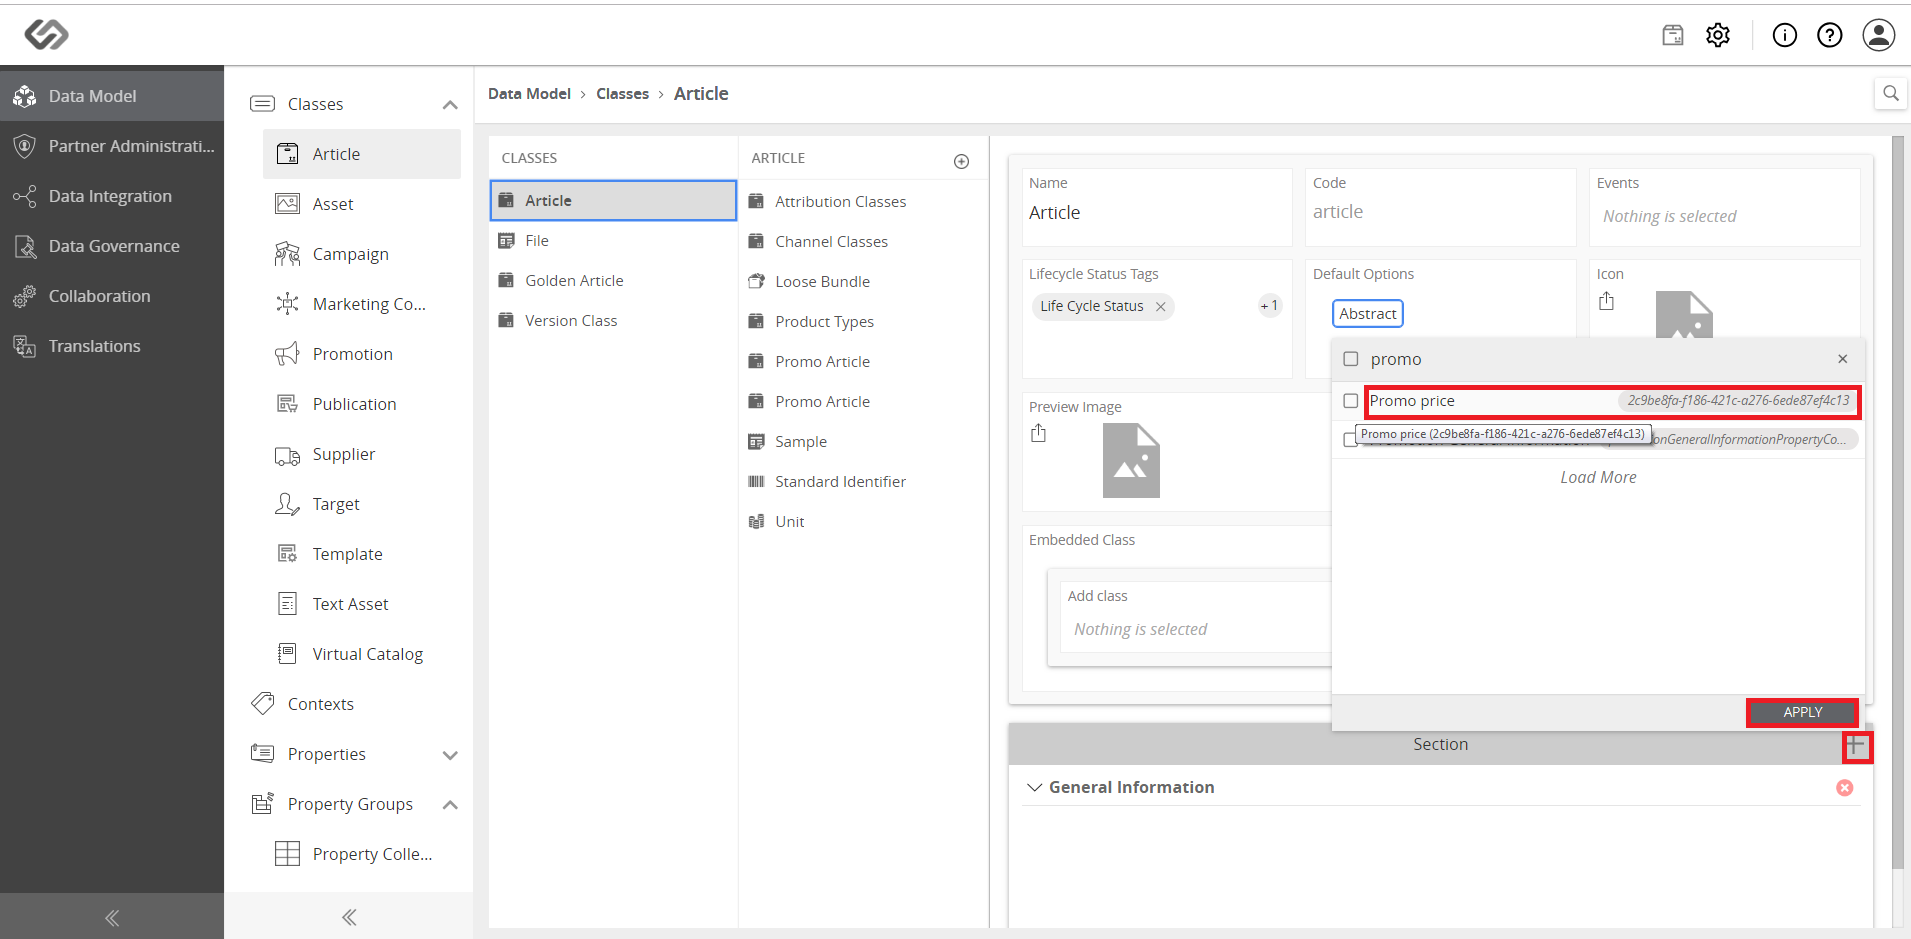 Data Model
Partner Administrati...
Data Integration
Data Governance
Collaboration
Translations
Classes
Article
Asset
Campaign
Marketing Co...
Promotion
Publication
Supplier
Target
Template
Text Asset
Virtual Catalog
Contexts
Properties
Property Groups
Property Colle...
Data Model > Classes > Article
CLASSES
Article
File
Golden Article
Version Class
ARTICLE
Attribution Classes
Channel Classes
Loose Bundle
Product Types
Promo Article
Promo Article
Sample
Standard Identifier
Unit
Name
Article
Code
article
Events
Nothing is selected
Lifecycle Status Tags
Life Cycle Status
+ 1
Default Options
Abstract
Icon
promo
Promo price 2c9be8fa-f186-421c-a276-6ede87ef4c13
Promo price (2c9be8fa-f186-421c-a276-6ede87ef4c13)
onGeneralInformationPropertyCo...
Load More
APPLY
Preview Image
Embedded Class
Add class
Nothing is selected
Section
General Information